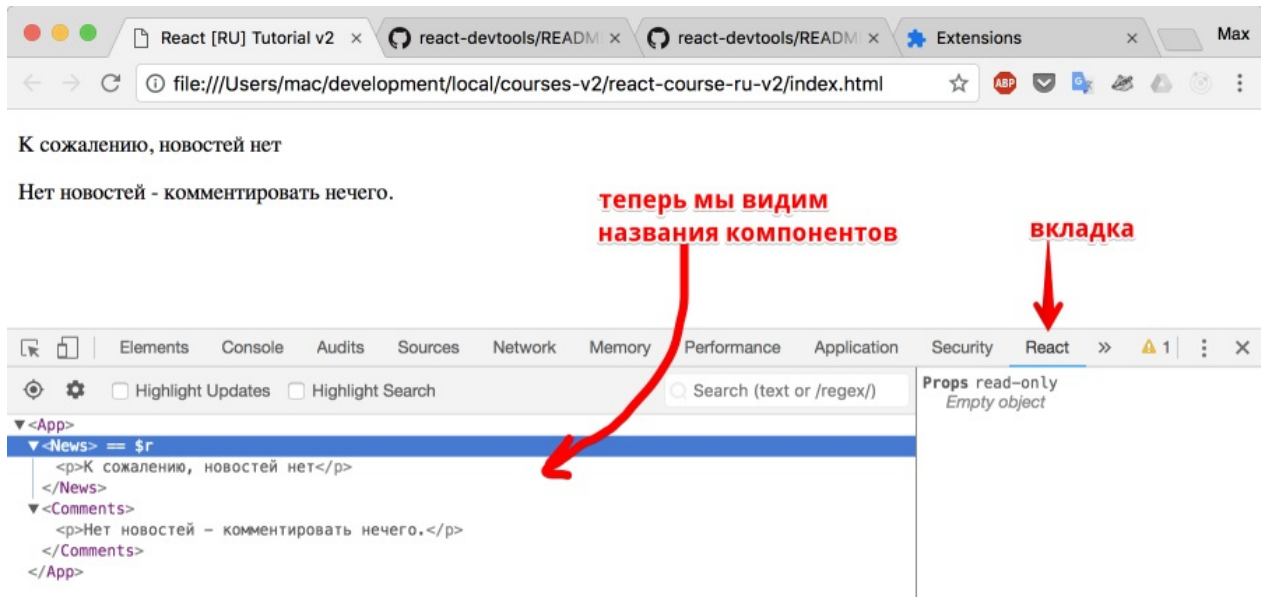 React [RU] Tutorial v2 × react-devtools/READM × react-devtools/READM × Extensions × Max
file:///Users/mac/development/local/courses-v2/react-course-ru-v2/index.html ABP
К сожалению, новостей нет
Нет новостей - комментировать нечего.
теперь мы видим
названия компонентов
вкладка
Elements Console Audits Sources Network Memory Performance Application Security React » 1
Highlight Updates Highlight Search Search (text or /regex/)
Props read-only
Empty object
▼<App>
▼<News> == $r
<p>К сожалению, новостей нет</p>
</News>
▼<Comments>
<p>Нет новостей – комментировать нечего.</p>
</Comments>
</App>